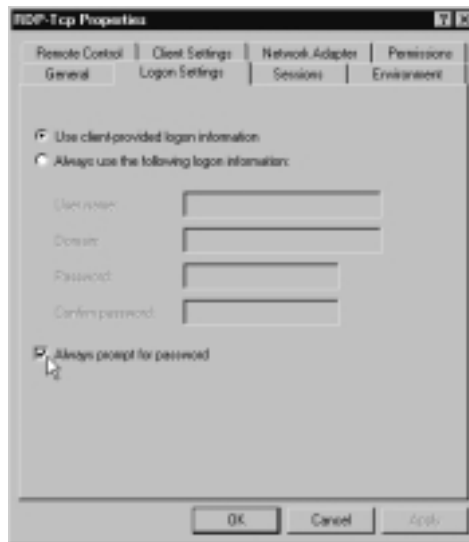 RDP-Tcp Properties
Remote Control Client Settings Network Adapter Permissions
General Logon Settings Sessions Environment
Use client-provided logon information
Always use the following logon information:
User name:
Domain:
Password:
Confirm password:
Always prompt for password
OK Cancel Apply